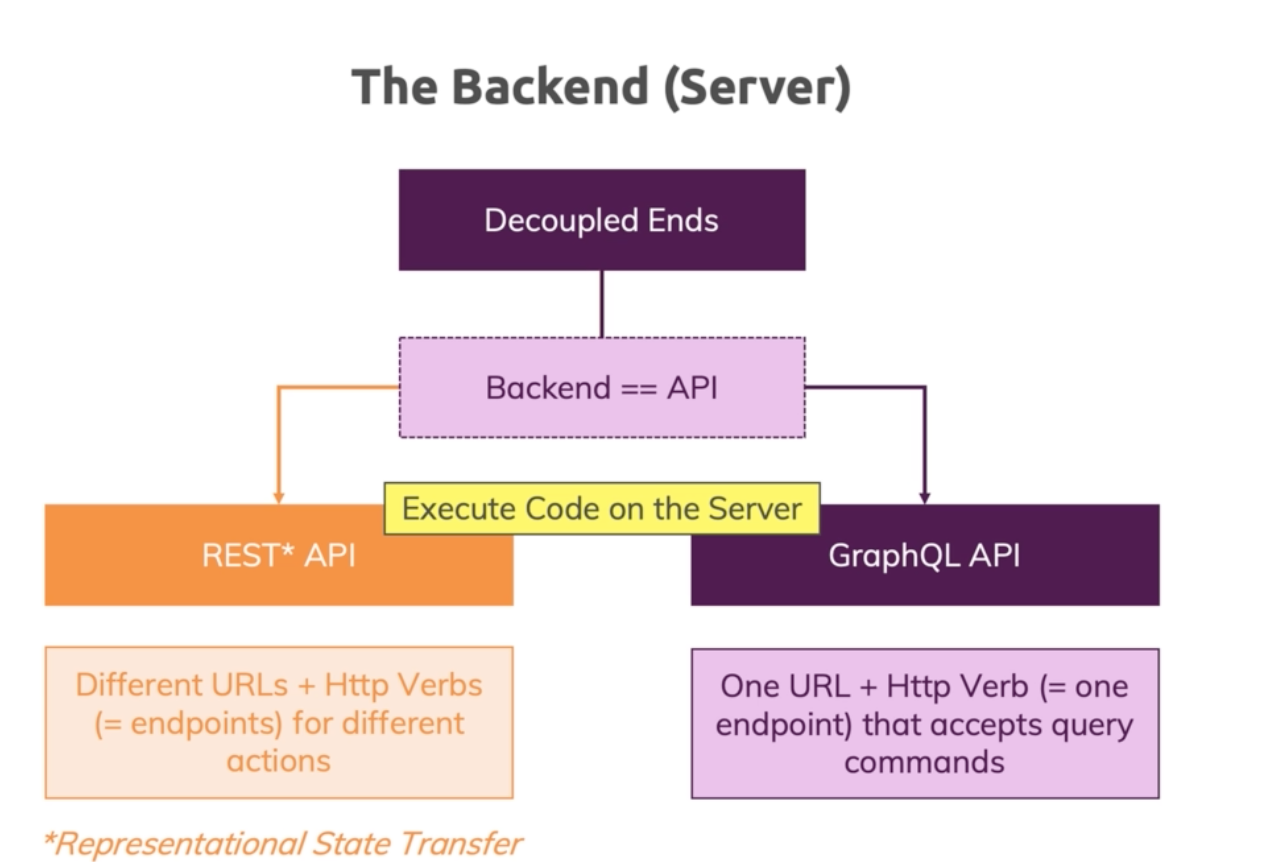 The Backend (Server)
Decoupled Ends
Backend == API
Execute Code on the Server
REST* API
GraphQL API
Different URLs + Http Verbs
(= endpoints) for different
actions
One URL + Http Verb (= one
endpoint) that accepts query
commands
*Representational State Transfer